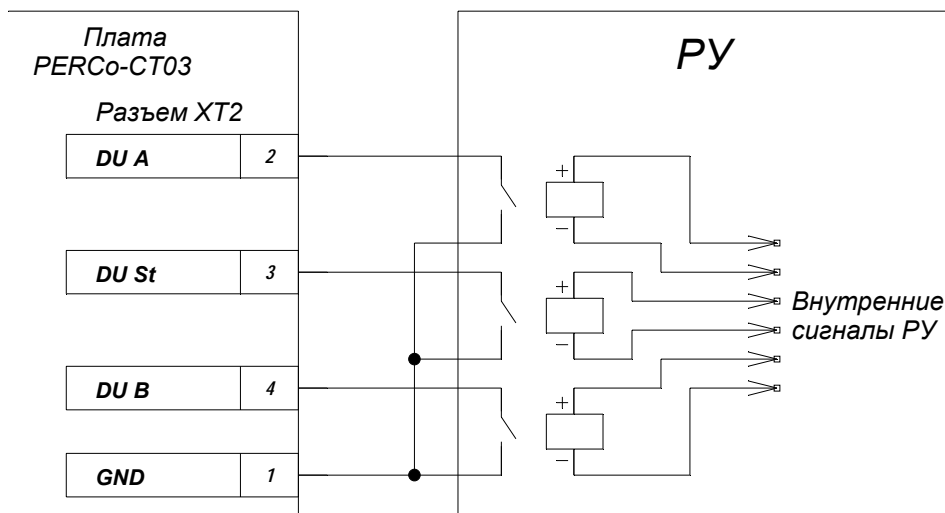 Плата
PERCo-CT03
РУ
Разъем XT2
DU A 2
+
−
DU St 3
+
−
Внутренние
сигналы РУ
DU B 4
+
−
GND 1